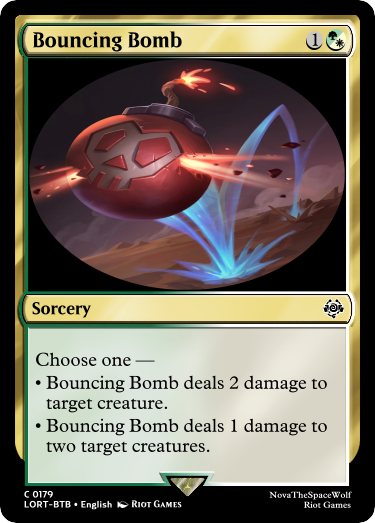 Bouncing Bomb 1
Sorcery
Choose one —
• Bouncing Bomb deals 2 damage to
target creature.
• Bouncing Bomb deals 1 damage to
two target creatures.
C 0179
LORT-BTB • English RIOT GAMES
NovaTheSpaceWolf
Riot Games